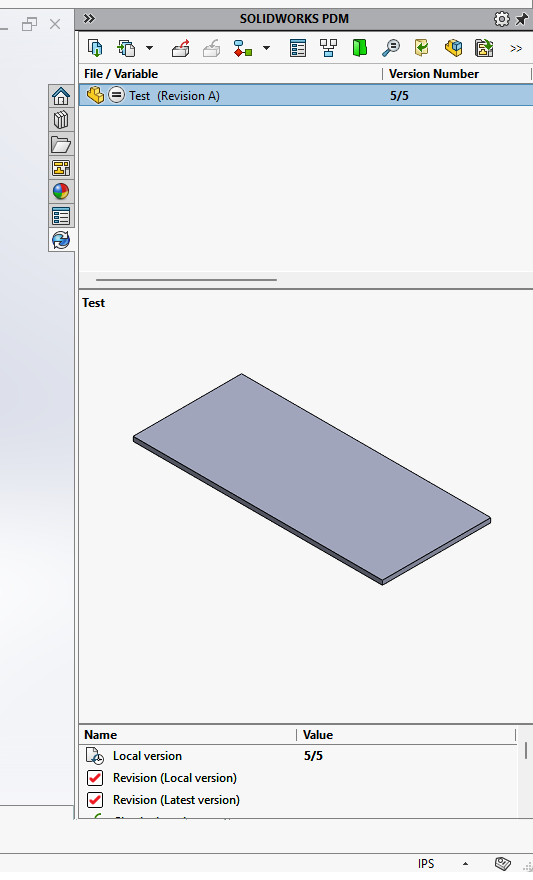 SOLIDWORKS PDM
>>
File / Variable Version Number
Test (Revision A) 5/5
Test
Name Value
Local version 5/5
Revision (Local version)
Revision (Latest version)
IPS